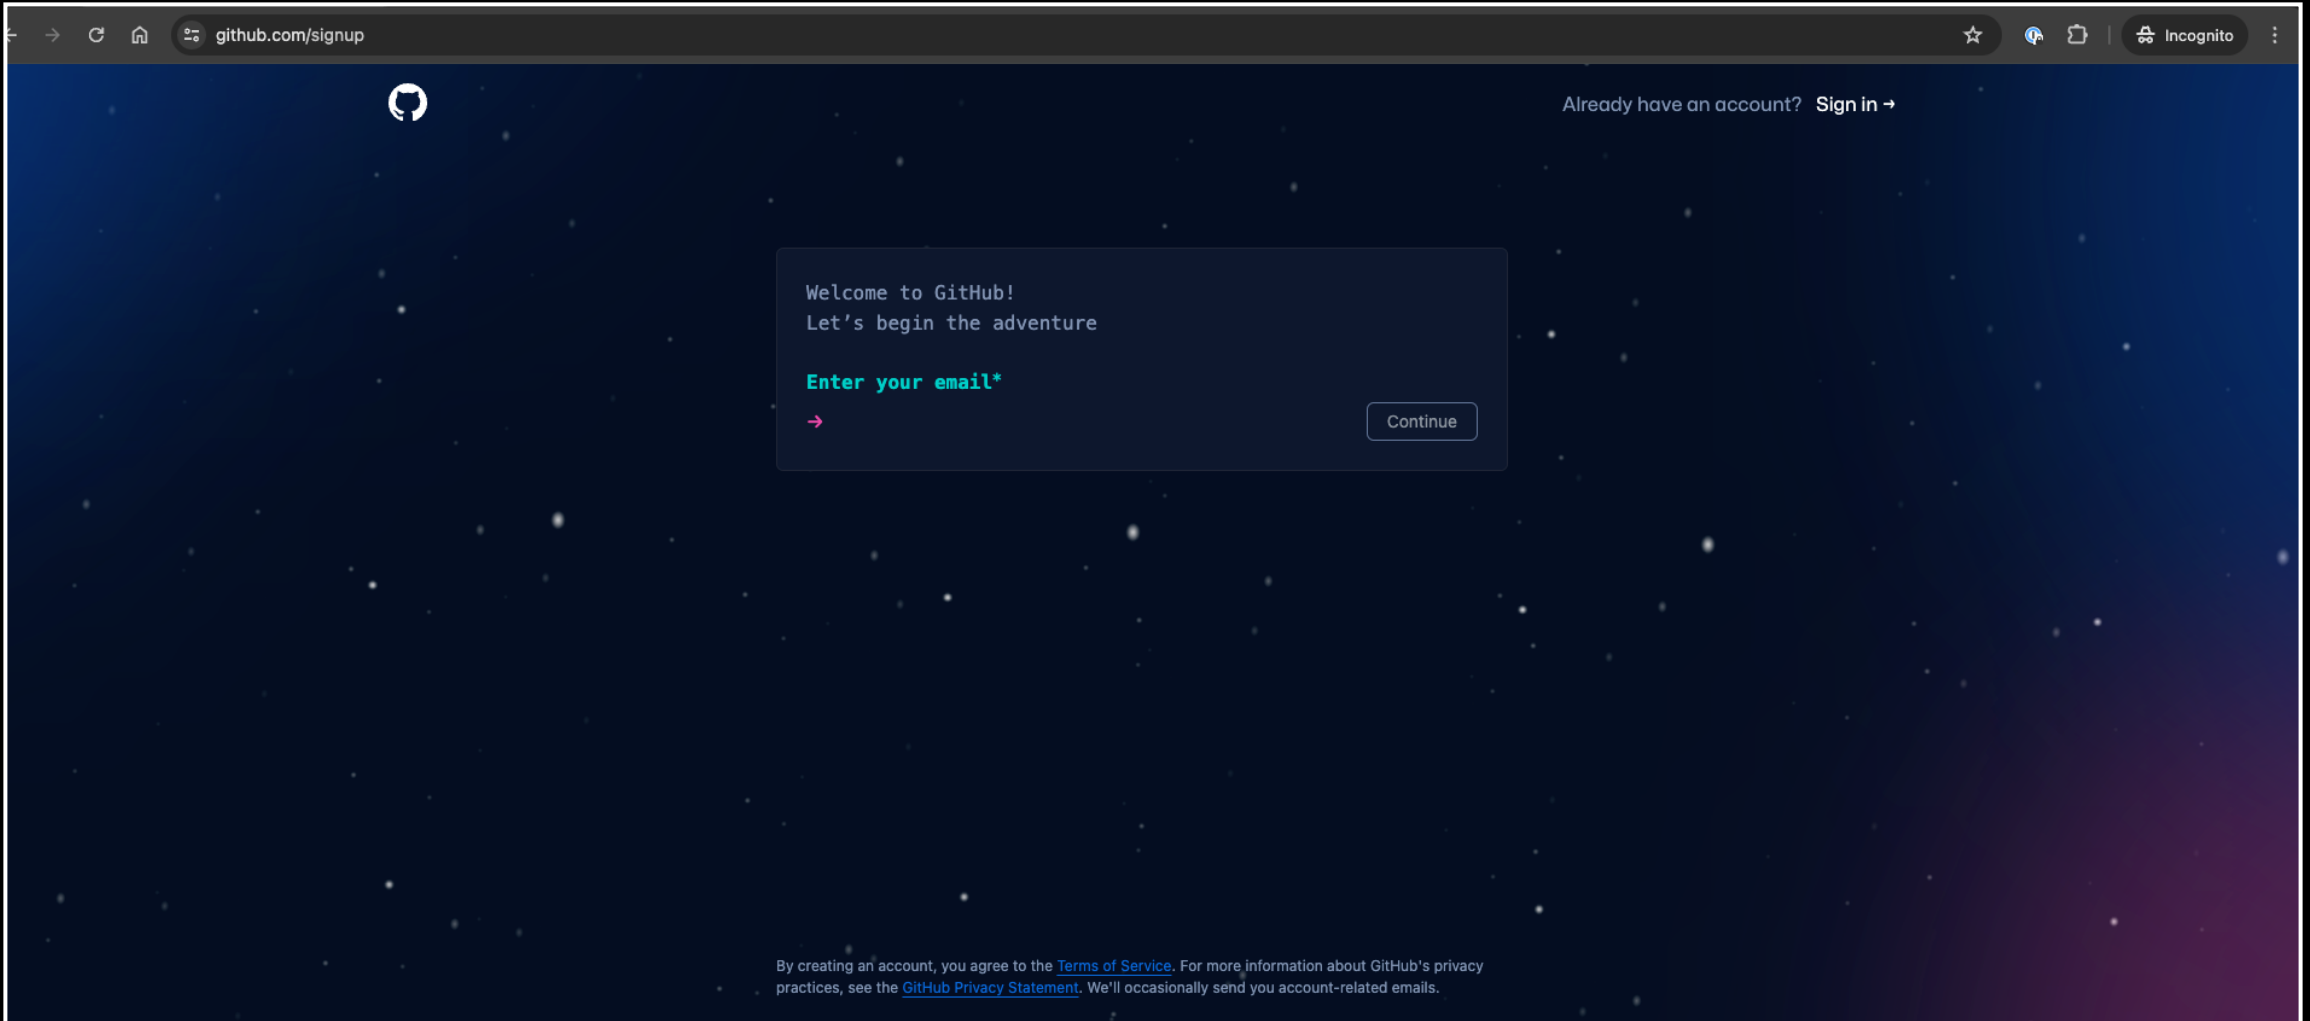 github.com/signup
Incognito
Already have an account? Sign in →
Welcome to GitHub!
Let’s begin the adventure
Enter your email*
→
Continue
By creating an account, you agree to the Terms of Service. For more information about GitHub's privacy
practices, see the GitHub Privacy Statement. We'll occasionally send you account-related emails.